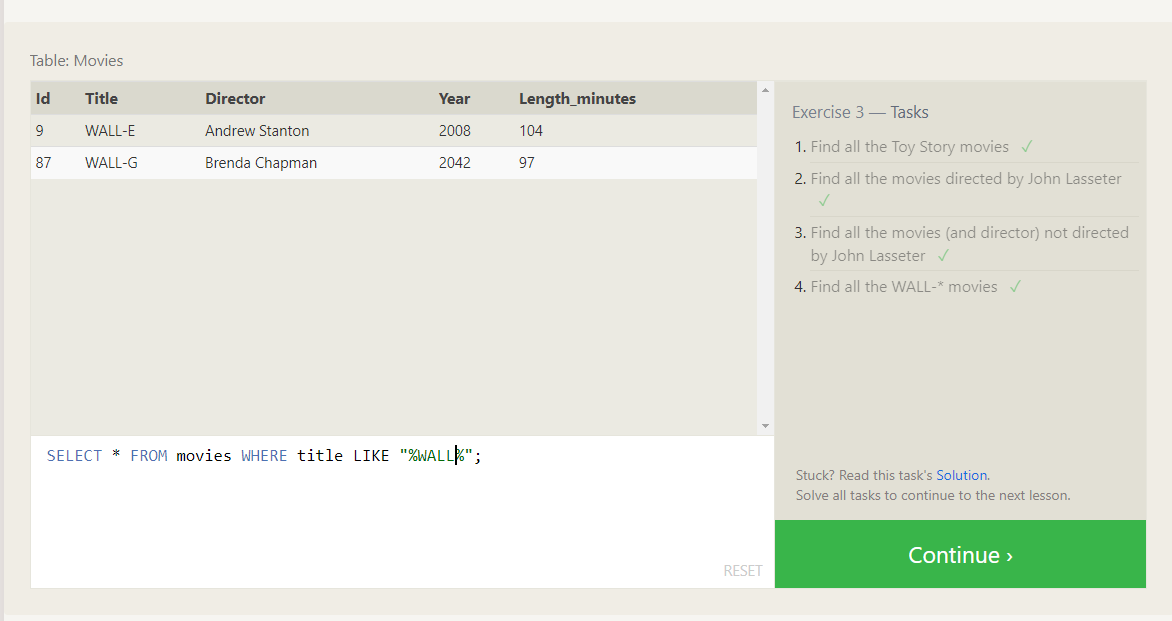 Table: Movies
Id Title Director Year Length_minutes
9 WALL-E Andrew Stanton 2008 104
87 WALL-G Brenda Chapman 2042 97
SELECT * FROM movies WHERE title LIKE "%WALL%";
RESET
Exercise 3 — Tasks
1. Find all the Toy Story movies ✓
2. Find all the movies directed by John Lasseter
✓
3. Find all the movies (and director) not directed
by John Lasseter ✓
4. Find all the WALL-* movies ✓
Stuck? Read this task's Solution.
Solve all tasks to continue to the next lesson.
Continue ›